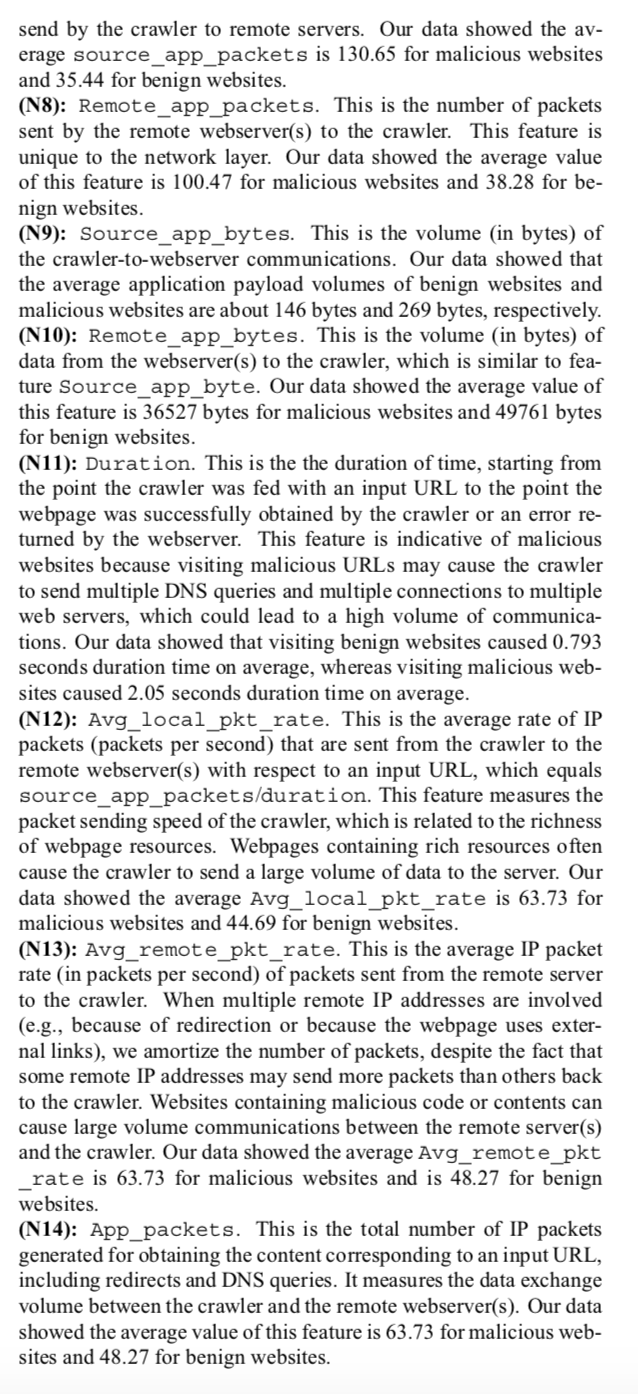 send by the crawler to remote servers. Our data showed the av-
erage source_app_packets is 130.65 for malicious websites
and 35.44 for benign websites.
(N8): Remote_app_packets. This is the number of packets
sent by the remote webserver(s) to the crawler. This feature is
unique to the network layer. Our data showed the average value
of this feature is 100.47 for malicious websites and 38.28 for be-
nign websites.
(N9): Source_app_bytes. This is the volume (in bytes) of
the crawler-to-webserver communications. Our data showed that
the average application payload volumes of benign websites and
malicious websites are about 146 bytes and 269 bytes, respectively.
(N10): Remote_app_bytes. This is the volume (in bytes) of
data from the webserver(s) to the crawler, which is similar to fea-
ture Source_app_byte. Our data showed the average value of
this feature is 36527 bytes for malicious websites and 49761 bytes
for benign websites.
(N11): Duration. This is the the duration of time, starting from
the point the crawler was fed with an input URL to the point the
webpage was successfully obtained by the crawler or an error re-
turned by the webserver. This feature is indicative of malicious
websites because visiting malicious URLs may cause the crawler
to send multiple DNS queries and multiple connections to multiple
web servers, which could lead to a high volume of communica-
tions. Our data showed that visiting benign websites caused 0.793
seconds duration time on average, whereas visiting malicious web-
sites caused 2.05 seconds duration time on average.
(N12): Avg_local_pkt_rate. This is the average rate of IP
packets (packets per second) that are sent from the crawler to the
remote webserver(s) with respect to an input URL, which equals
source_app_packets/duration. This feature measures the
packet sending speed of the crawler, which is related to the richness
of webpage resources. Webpages containing rich resources often
cause the crawler to send a large volume of data to the server. Our
data showed the average Avg_local_pkt_rate is 63.73 for
malicious websites and 44.69 for benign websites.
(N13): Avg_remote_pkt_rate. This is the average IP packet
rate (in packets per second) of packets sent from the remote server
to the crawler. When multiple remote IP addresses are involved
(e.g., because of redirection or because the webpage uses exter-
nal links), we amortize the number of packets, despite the fact that
some remote IP addresses may send more packets than others back
to the crawler. Websites containing malicious code or contents can
cause large volume communications between the remote server(s)
and the crawler. Our data showed the average Avg_remote_pkt
_rate is 63.73 for malicious websites and is 48.27 for benign
websites.
(N14): App_packets. This is the total number of IP packets
generated for obtaining the content corresponding to an input URL,
including redirects and DNS queries. It measures the data exchange
volume between the crawler and the remote webserver(s). Our data
showed the average value of this feature is 63.73 for malicious web-
sites and 48.27 for benign websites.